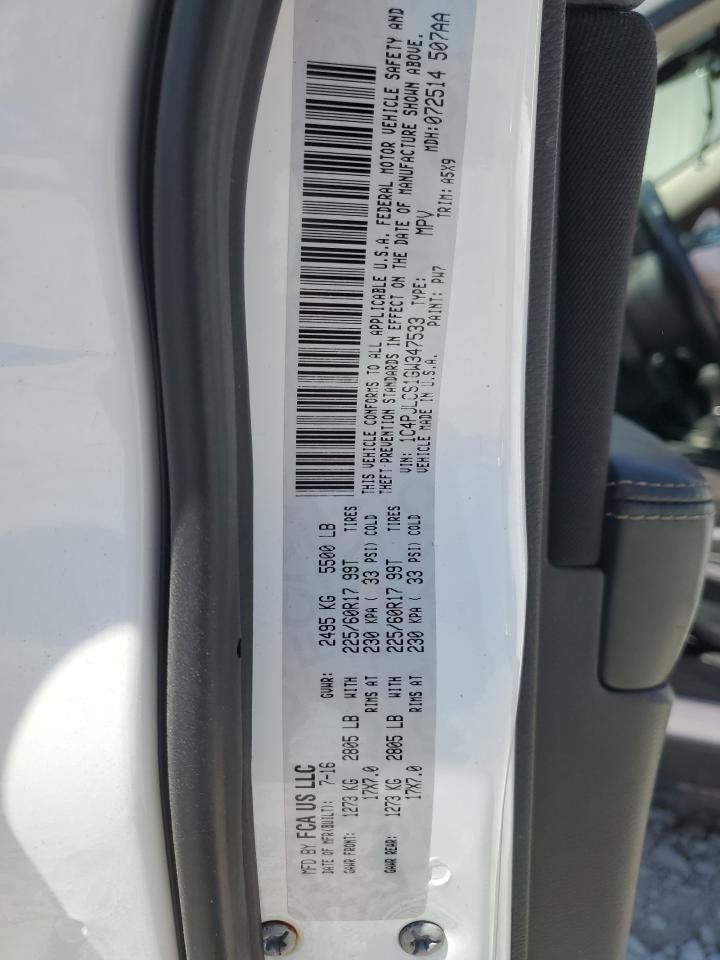 MFD BY FCA US LLC
DATE OF MFR(BUILT): 7-16 GVWR: 2495 KG 5500 LB
GAWR FRONT: 1273 KG 2805 LB WITH 225/60R17 99T TIRES
17X7.0 RIMS AT 230 KPA ( 33 PSI) COLD
GAWR REAR: 1273 KG 2805 LB WITH 225/60R17 99T TIRES
17X7.0 RIMS AT 230 KPA ( 33 PSI) COLD
THIS VEHICLE CONFORMS TO ALL APPLICABLE U.S.A. FEDERAL MOTOR VEHICLE SAFETY AND
THEFT-PREVENTION STANDARDS IN EFFECT ON THE DATE OF MANUFACTURE SHOWN ABOVE.
VIN: 1C4PJLCS1GW347533 TYPE: MPV MDH:072514 507AA
VEHICLE MADE IN U.S.A. PAINT: PW7 TRIM: A5X9